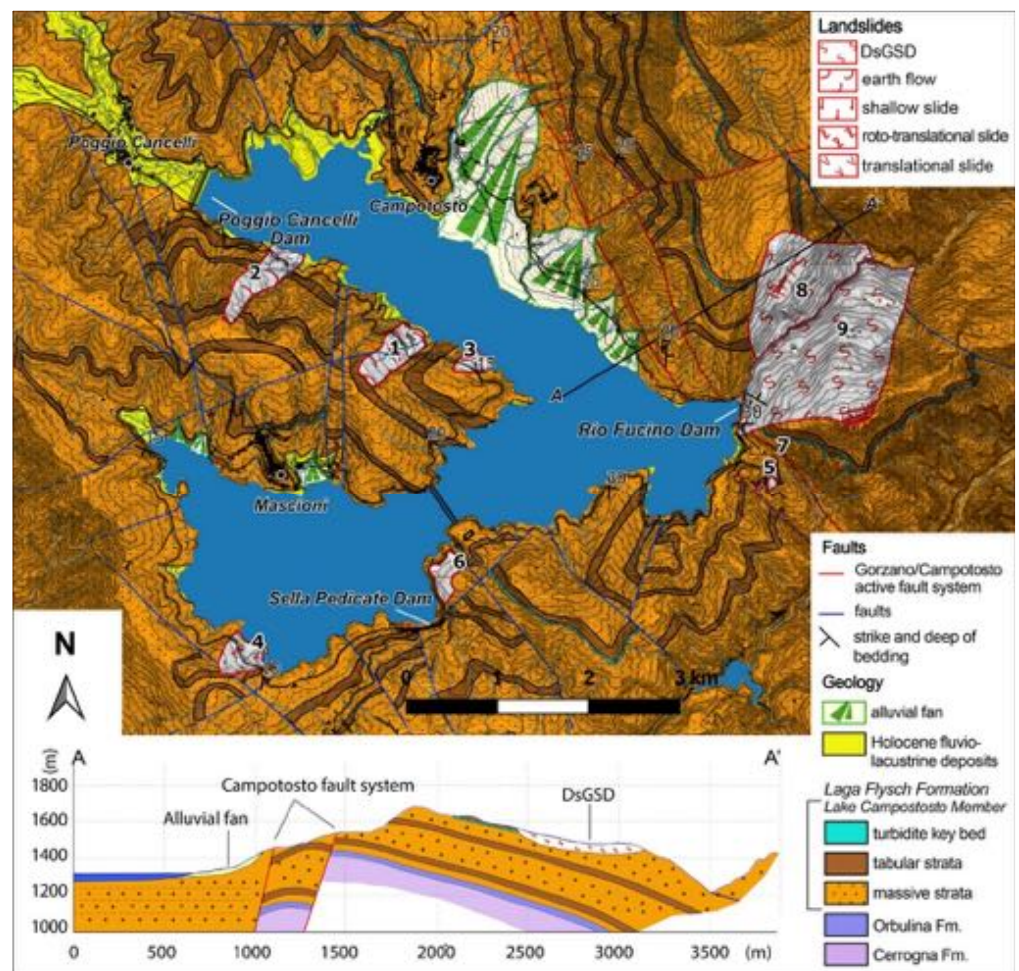 Landslides
DsGSD
earth flow
shallow slide
roto-translational slide
translational slide
Poggio Cancelli
Campotosto
Poggio Cancelli
Dam
A'
2
8
9
1
3
A
30
Rio Fucino Dam
7
5
Mascioni
6
Sella Pedicate Dam
4
N
0 1 2 3 km
Faults
Gorzano/Campotosto
active fault system
faults
strike and deep of
bedding
Geology
alluvial fan
Holocene fluvio-
lacustrine deposits
Laga Flysch Formation
Lake Campostosto Member
turbidite key bed
tabular strata
massive strata
Orbulina Fm.
Cerrogna Fm.
(m) A A'
1800
1600
1400
1200
1000
Campotosto fault system
Alluvial fan
DsGSD
0 500 1000 1500 2000 2500 3000 3500 (m)